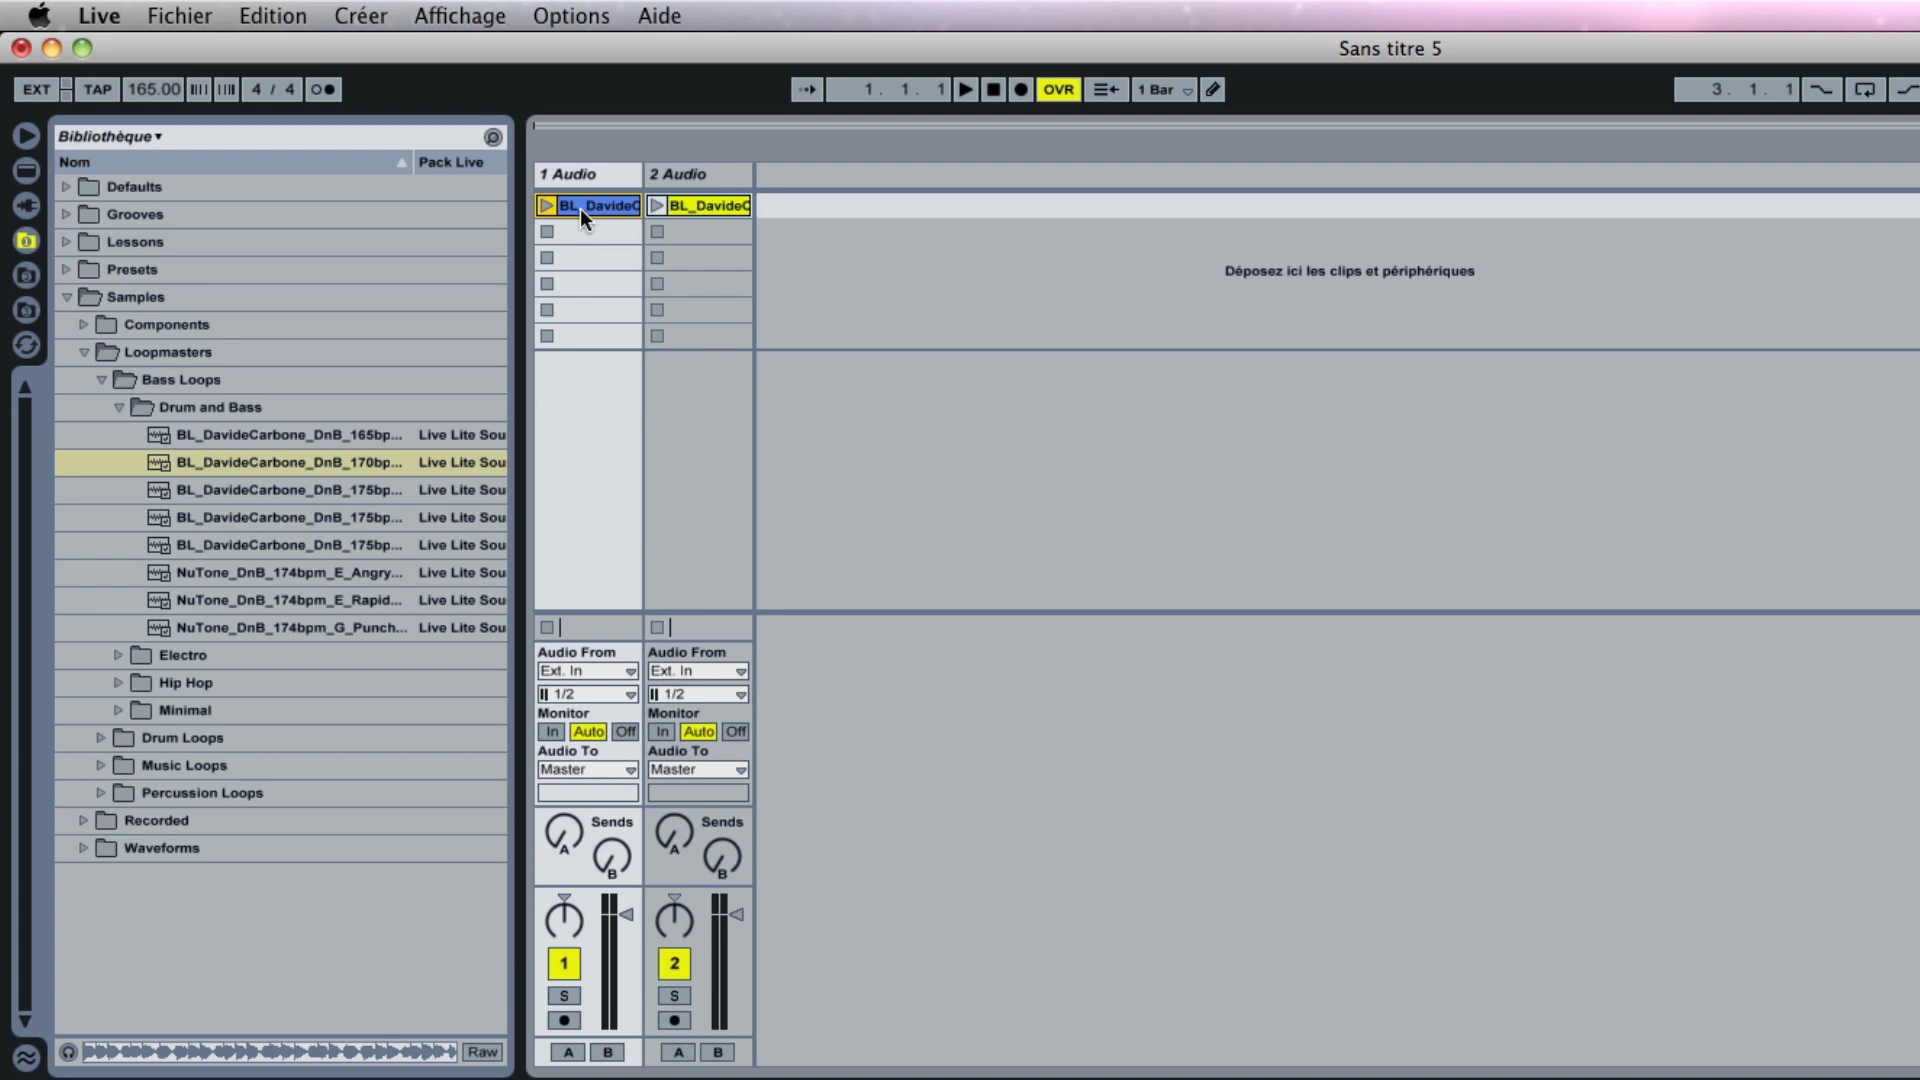 Live Fichier Edition Créer Affichage Options Aide
Sans titre 5
EXT TAP 165.00 4 / 4 1. 1. 1 OVR 1 Bar 3. 1. 1
Bibliothèque
Nom Pack Live
Defaults
Grooves
Lessons
Presets
Samples
Components
Loopmasters
Bass Loops
Drum and Bass
BL_DavideCarbone_DnB_165bp... Live Lite Sou
BL_DavideCarbone_DnB_170bp... Live Lite Sou
BL_DavideCarbone_DnB_175bp... Live Lite Sou
BL_DavideCarbone_DnB_175bp... Live Lite Sou
BL_DavideCarbone_DnB_175bp... Live Lite Sou
NuTone_DnB_174bpm_E_Angry... Live Lite Sou
NuTone_DnB_174bpm_E_Rapid... Live Lite Sou
NuTone_DnB_174bpm_G_Punch... Live Lite Sou
Electro
Hip Hop
Minimal
Drum Loops
Music Loops
Percussion Loops
Recorded
Waveforms
Raw
1 Audio 2 Audio
BL_DavideC BL_DavideC
Déposez ici les clips et périphériques
Audio From Audio From
Ext. In Ext. In
1/2 1/2
Monitor Monitor
In Auto Off In Auto Off
Audio To Audio To
Master Master
Sends Sends
A A
B B
1 2
S S
A B A B